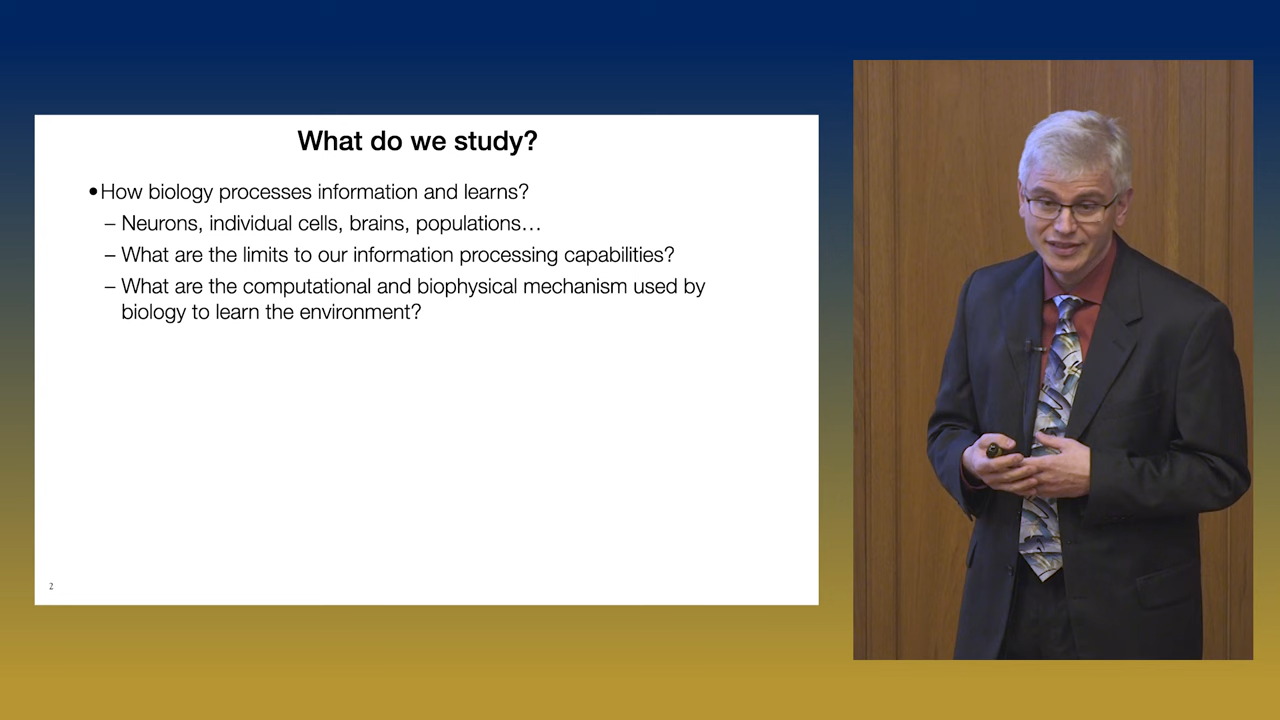 What do we study?
•How biology processes information and learns?
– Neurons, individual cells, brains, populations…
– What are the limits to our information processing capabilities?
– What are the computational and biophysical mechanism used by
biology to learn the environment?
2